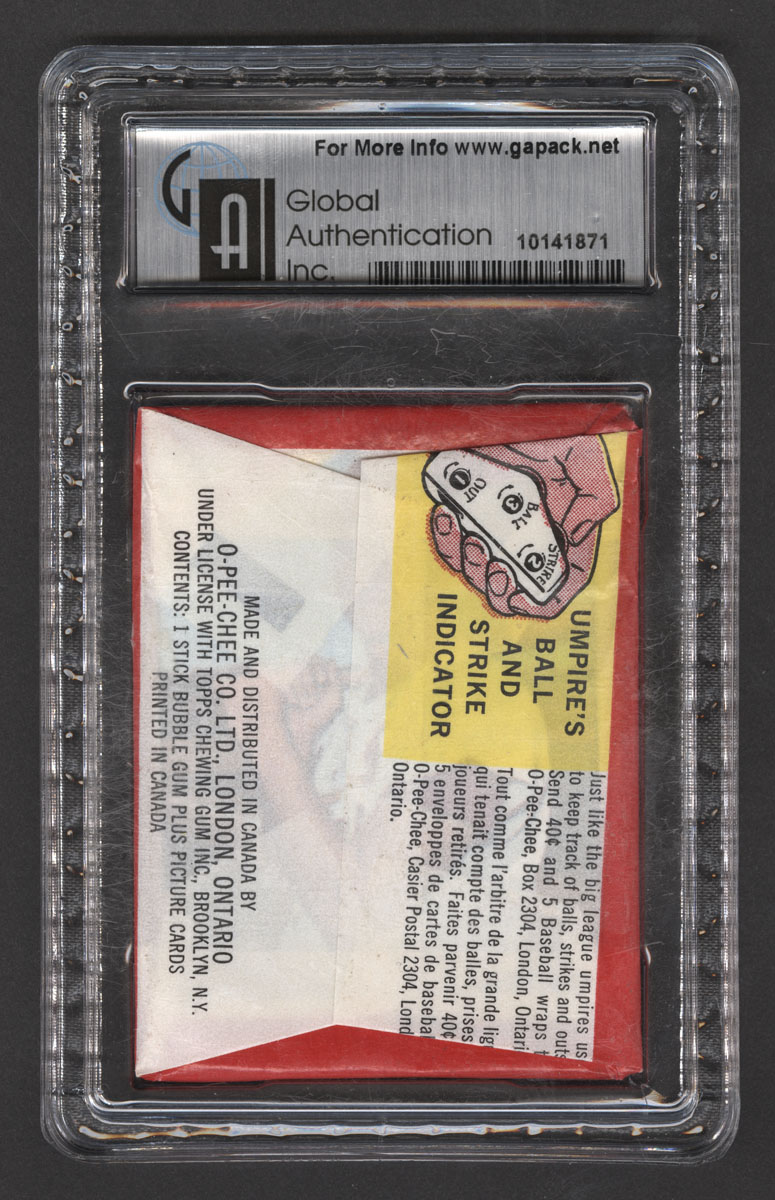 For More Info www.gapack.net
GA
Global
Authentication
Inc.
10141871
OUT
BALL
STRIKE
UMPIRE'S
BALL
AND
STRIKE
INDICATOR
Just like the big league umpires us
to keep track of balls, strikes and outs
Send 40¢ and 5 Baseball wraps t
O-Pee-Chee, Box 2304, London, Ontari
Tout comme l'arbitre de la grande lig
qui tenait compte des balles, prises
joueurs retirés. Faites parvenir 40¢
5 enveloppes de cartes de baseba
O-Pee-Chee, Casier Postal 2304, Lond
Ontario.
MADE AND DISTRIBUTED IN CANADA BY
O-PEE-CHEE CO. LTD., LONDON, ONTARIO
UNDER LICENSE WITH TOPPS CHEWING GUM INC., BROOKLYN, N.Y.
CONTENTS: 1 STICK BUBBLE GUM PLUS PICTURE CARDS
PRINTED IN CANADA